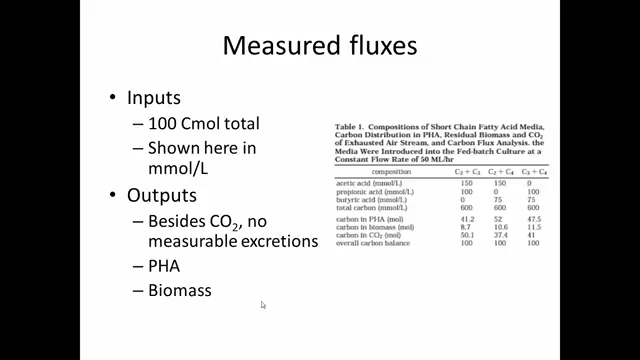 Measured fluxes
• Inputs
– 100 Cmol total
– Shown here in
mmol/L
• Outputs
– Besides CO2, no
measurable excretions
– PHA
– Biomass
Table 1. Compositions of Short Chain Fatty Acid Media,
Carbon Distribution in PHA, Residual Biomass and CO2
of Exhausted Air Stream, and Carbon Flux Analysis. the
Media Were Introduced into the Fed-batch Culture at a
Constant Flow Rate of 50 ML/hr
composition C2 + C3 C2 + C4 C3 + C4
acetic acid (mmol/L) 150 150 0
propionic acid (mmol/L) 100 0 100
butyric acid (mmol/L) 0 75 75
total carbon (mmol/L) 600 600 600
carbon in PHA (mol) 41.2 52 47.5
carbon in biomass (mol) 8.7 10.6 11.5
carbon in CO2 (mol) 50.1 37.4 41
overall carbon balance 100 100 100